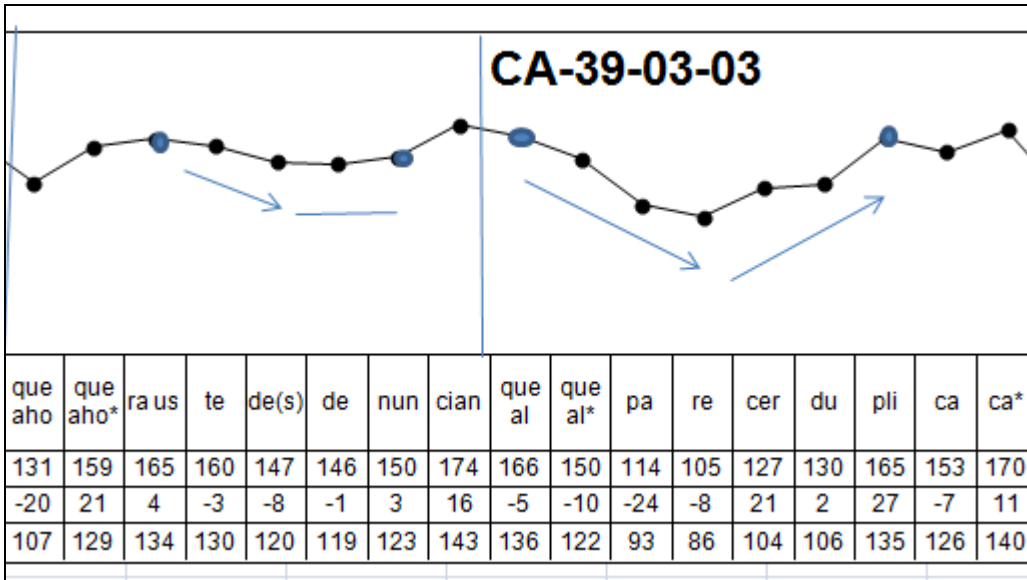 CA-39-03-03
que aho que aho* ra us te de(s) de nun cian que al que al* pa re cer du pli ca ca*
131 159 165 160 147 146 150 174 166 150 114 105 127 130 165 153 170
-20 21 4 -3 -8 -1 3 16 -5 -10 -24 -8 21 2 27 -7 11
107 129 134 130 120 119 123 143 136 122 93 86 104 106 135 126 140